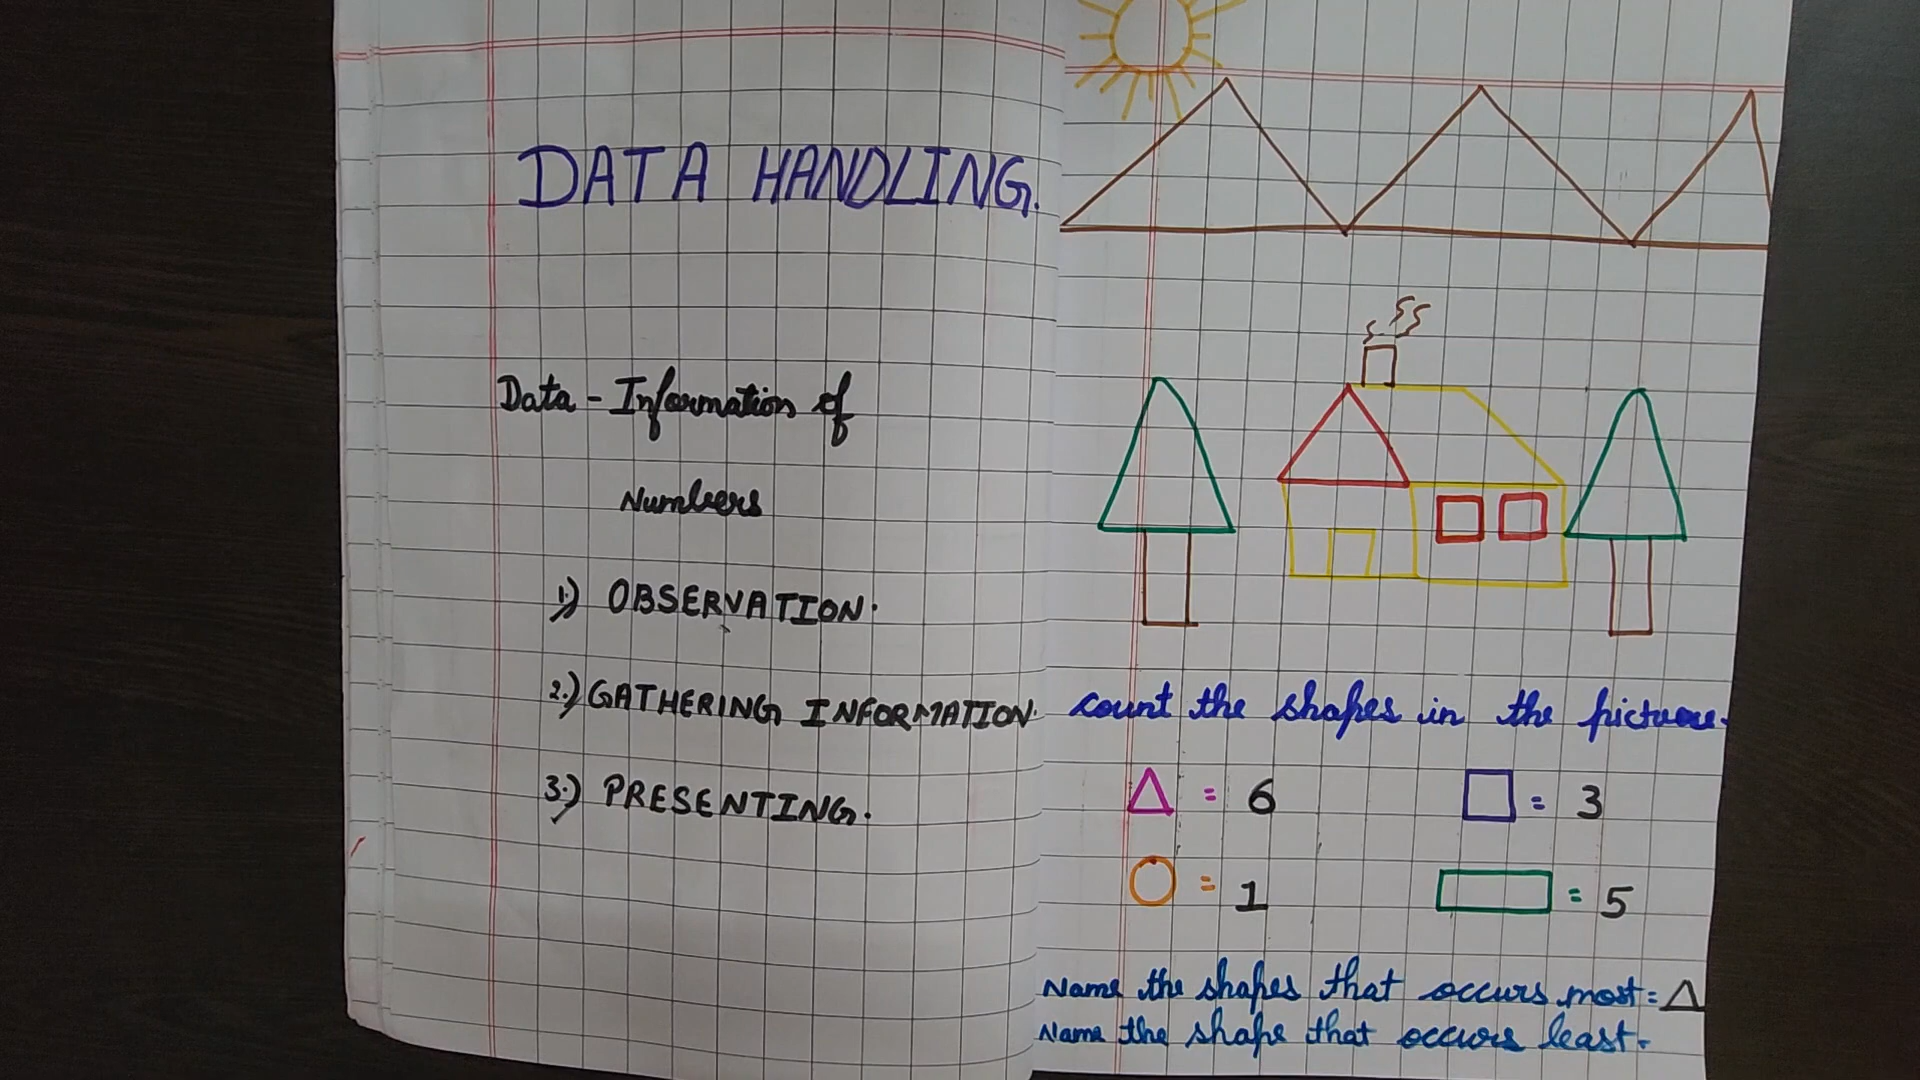 DATA HANDLING.
Data - Information of
Numbers
1.) OBSERVATION.
2.) GATHERING INFORMATION.
3.) PRESENTING.
count the shapes in the picture.
△ = 6
□ = 3
○ = 1
▭ = 5
Name the shapes that occurs most = △
Name the shape that occurs least.